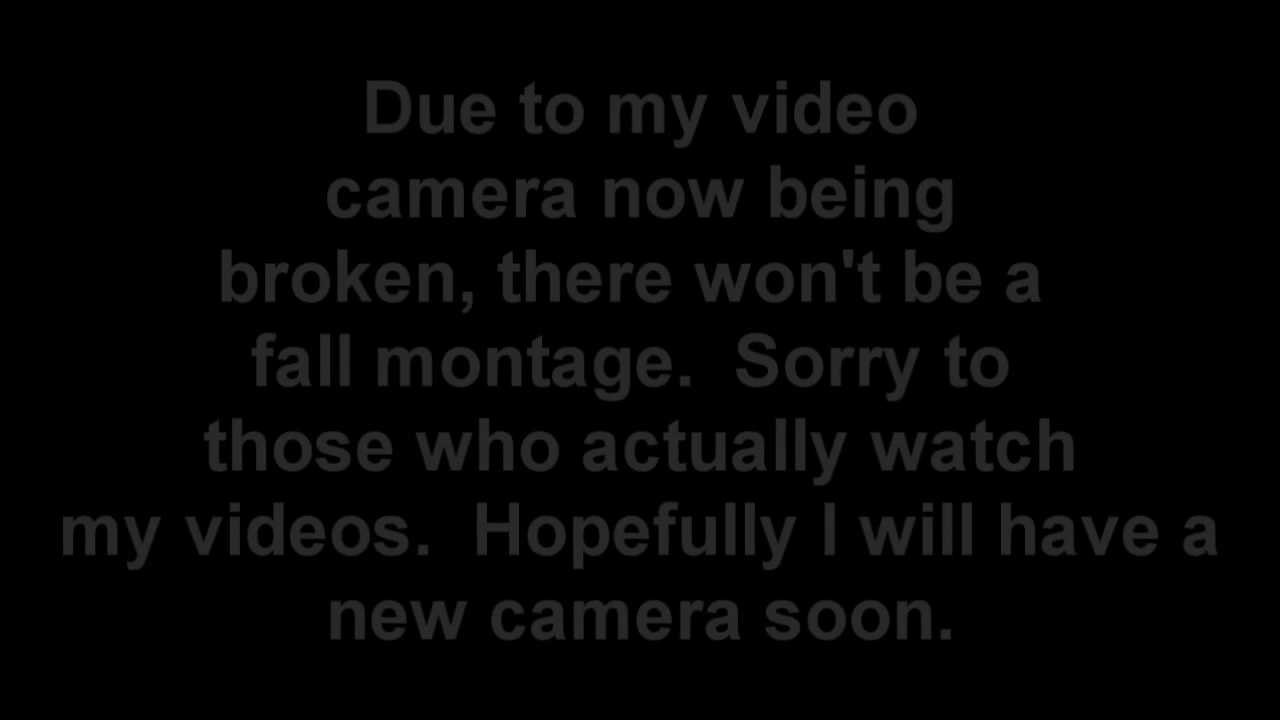 Due to my video
camera now being
broken, there won't be a
fall montage.  Sorry to
those who actually watch
my videos.  Hopefully I will have a
new camera soon.